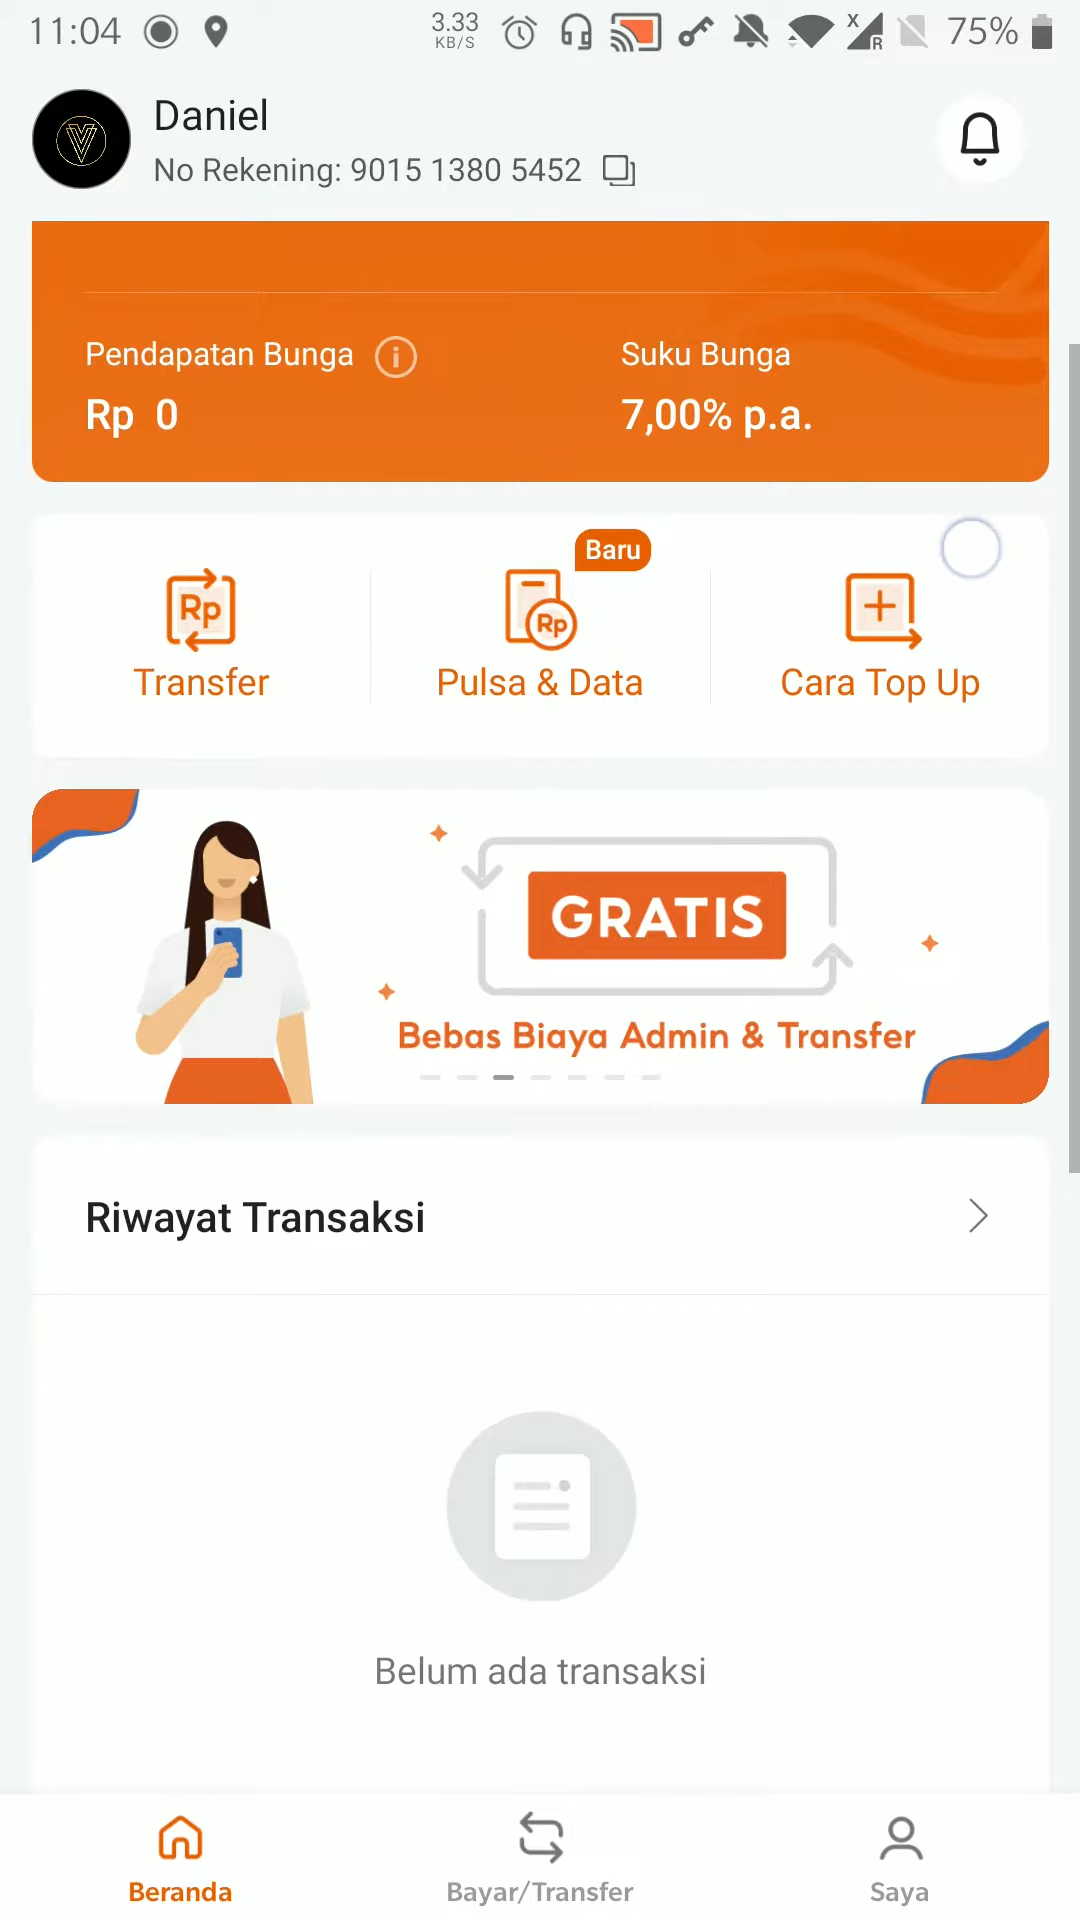 11:04
3.33
KB/S
X
R
75%
Daniel
No Rekening: 9015 1380 5452
Pendapatan Bunga i
Suku Bunga
Rp 0
7,00% p.a.
Baru
Rp
Rp
Transfer
Pulsa & Data
Cara Top Up
GRATIS
Bebas Biaya Admin & Transfer
Riwayat Transaksi
Belum ada transaksi
Beranda
Bayar/Transfer
Saya